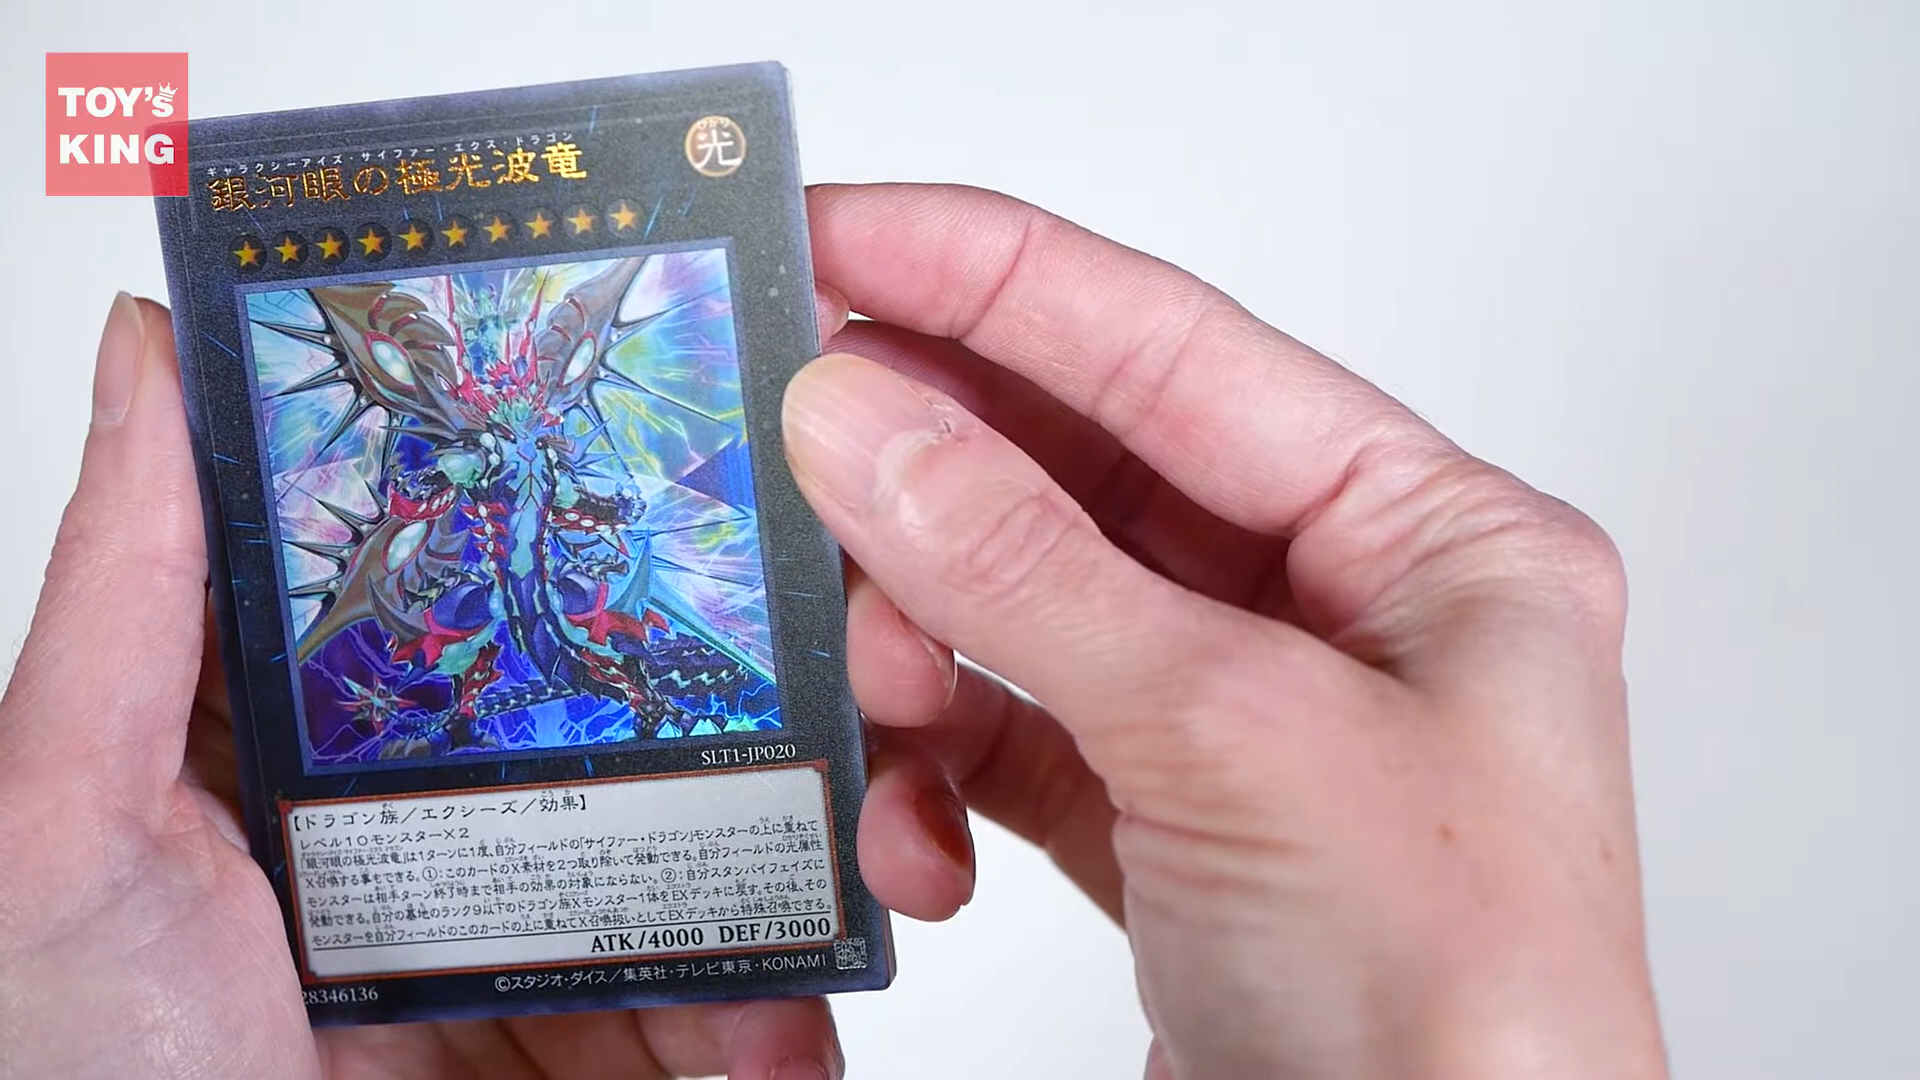 TOY'S
KING
ギャラクシーアイズ・サイファー・エクス・ドラゴン
銀河眼の極光波竜
ひかり
光
SLT1-JP020
【ドラゴン族／エクシーズ／効果】
レベル１０モンスター×２
「銀河眼の極光波竜」は１ターンに１度、自分フィールドの「サイファー・ドラゴン」モンスターの上に重ねて
X召喚する事もできる。①：このカードのX素材を２つ取り除いて発動できる。自分フィールドの光属性
モンスターは相手ターン終了時まで相手の効果の対象にならない。②：自分スタンバイフェイズに
発動できる。自分の墓地のランク９以下のドラゴン族Xモンスター１体をEXデッキに戻す。その後、その
モンスターを自分フィールドのこのカードの上に重ねてX召喚扱いとしてEXデッキから特殊召喚できる。
ATK/4000 DEF/3000
28346136
©スタジオ・ダイス／集英社・テレビ東京・KONAMI